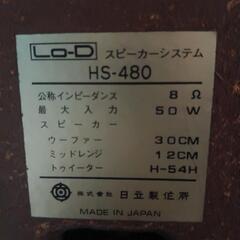 Lo-D スピーカーシステム
HS-480
公称インピーダンス 8Ω
最大入力 50W
スピーカー
ウーファー 30CM
ミッドレンジ 12CM
トゥイーター H-54H
株式会社 日立製作所
MADE IN JAPAN